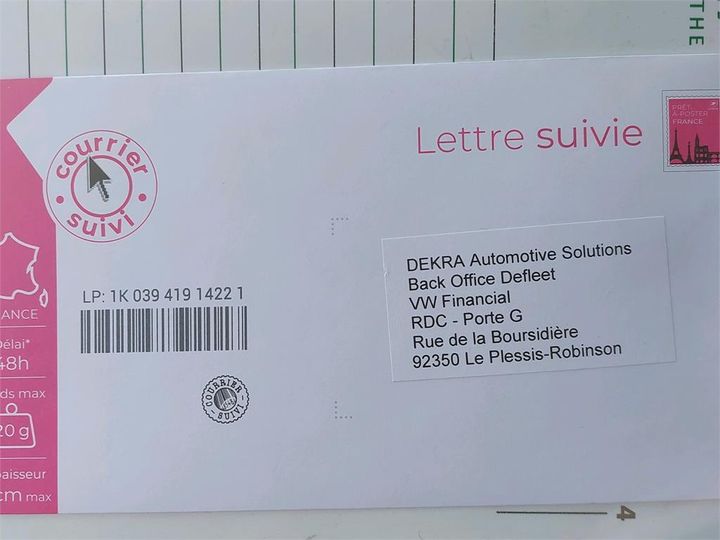 THE
Lettre suivie
PRÊT-
À-POSTER
FRANCE
courrier
suivi
LP: 1K 039 419 1422 1
DEKRA Automotive Solutions
Back Office Defleet
VW Financial
RDC - Porte G
Rue de la Boursidière
92350 Le Plessis-Robinson
COURRIER
SUIVI
ANCE
Délai*
48h
ds max
20 g
aisseur
cm max
4